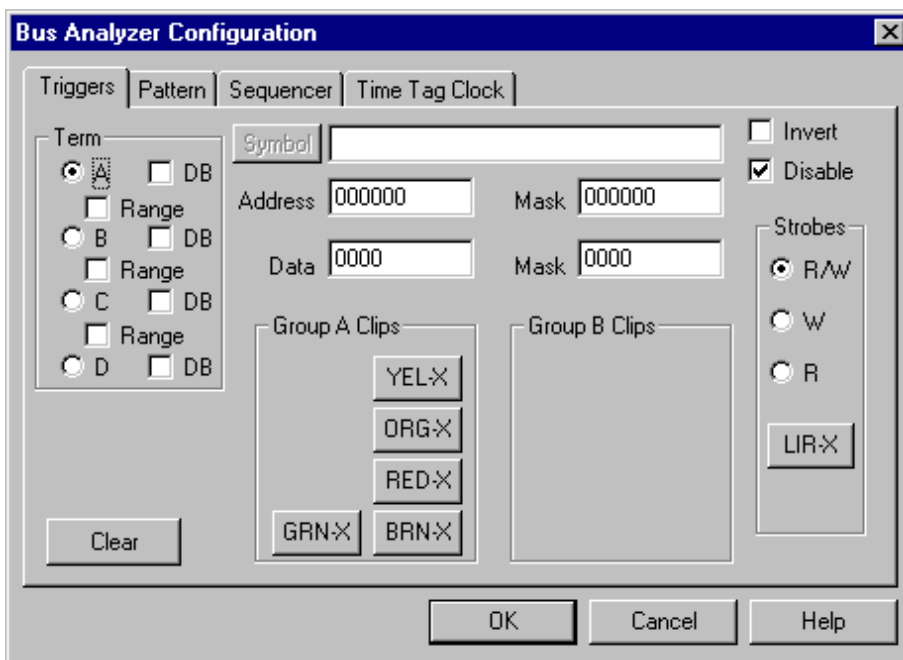 Bus Analyzer Configuration
Triggers Pattern Sequencer Time Tag Clock
Term
A DB
Range
B DB
Range
C DB
Range
D DB
Symbol
Address 000000 Mask 000000
Data 0000 Mask 0000
Invert
Disable
Group A Clips
YEL-X
ORG-X
RED-X
GRN-X BRN-X
Group B Clips
Strobes
R/W
W
R
LIR-X
Clear
OK Cancel Help